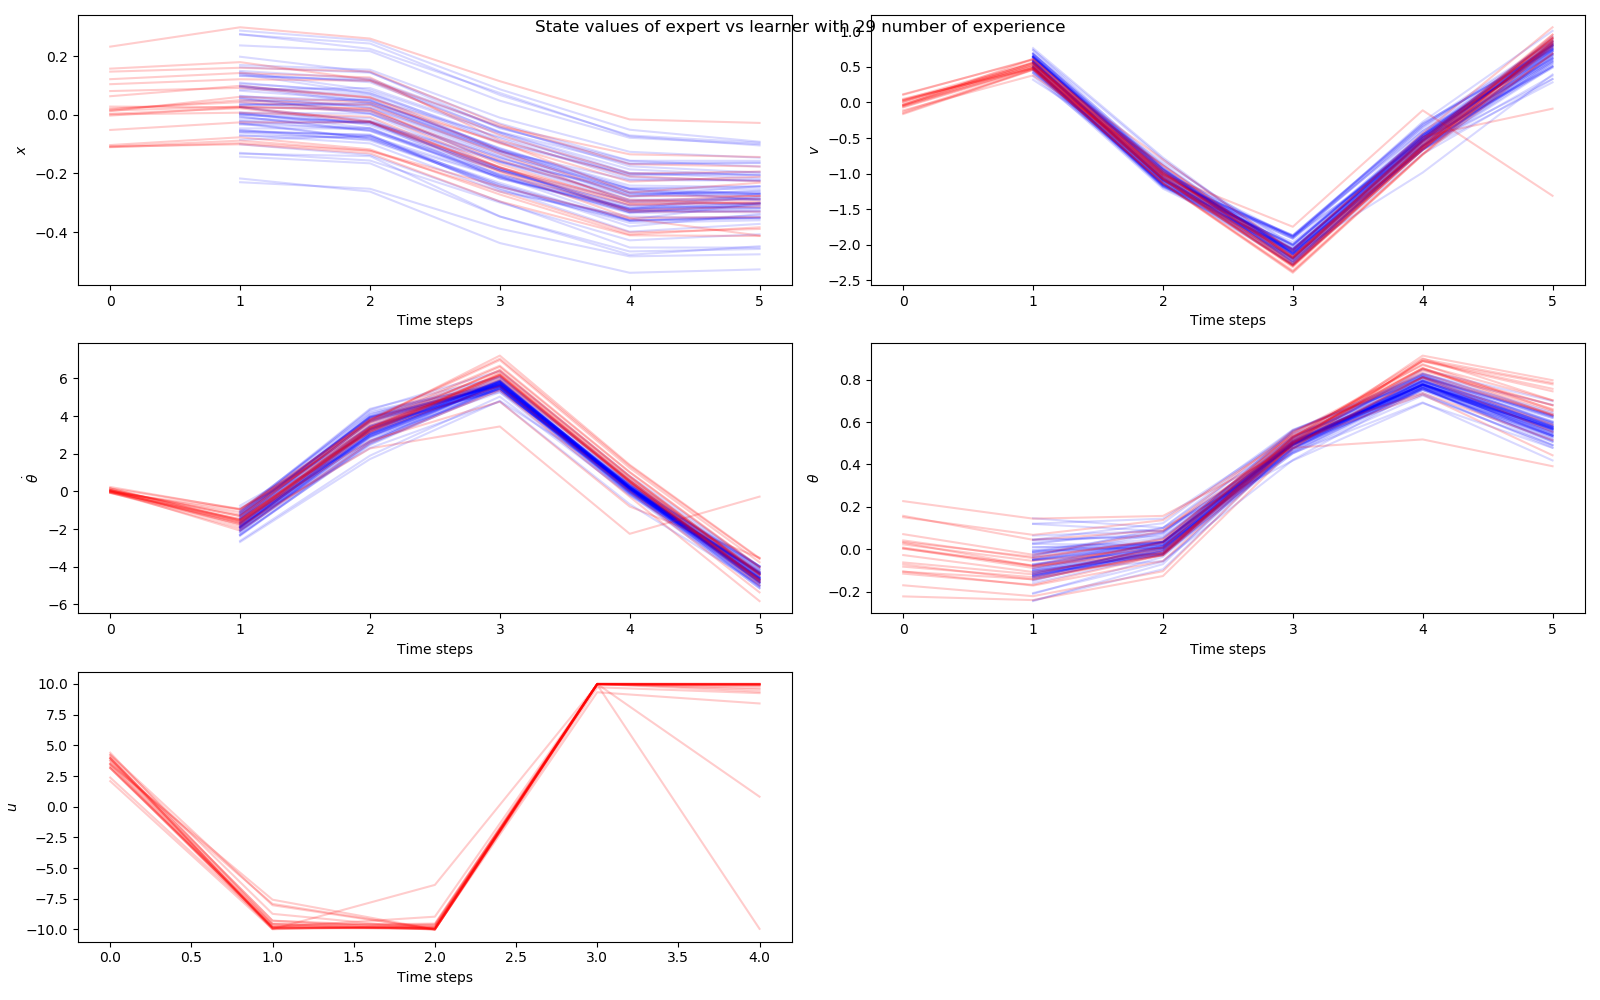 State values of expert vs learner with 29 number of experience
0.2
0.0
−0.2
−0.4
x
0 1 2 3 4 5
Time steps
1.0
0.5
0.0
−0.5
−1.0
−1.5
−2.0
−2.5
v
0 1 2 3 4 5
Time steps
6
4
2
0
−2
−4
−6
θ̇
0 1 2 3 4 5
Time steps
0.8
0.6
0.4
0.2
0.0
−0.2
θ
0 1 2 3 4 5
Time steps
10.0
7.5
5.0
2.5
0.0
−2.5
−5.0
−7.5
−10.0
u
0.0 0.5 1.0 1.5 2.0 2.5 3.0 3.5 4.0
Time steps